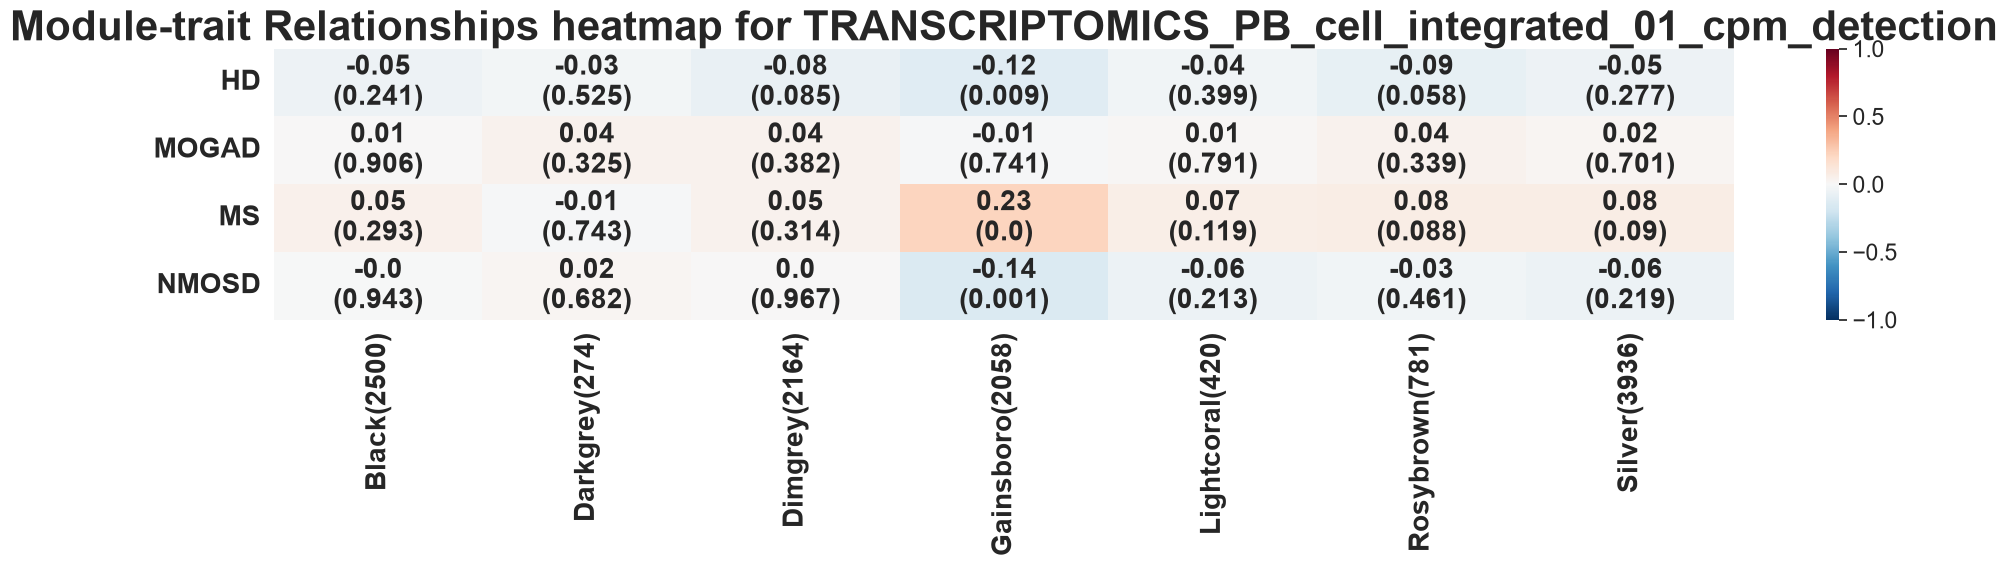 Module-trait Relationships heatmap for TRANSCRIPTOMICS_PB_cell_integrated_01_cpm_detection
HD
-0.05 -0.03 -0.08 -0.12 -0.04 -0.09 -0.05
(0.241) (0.525) (0.085) (0.009) (0.399) (0.058) (0.277)
MOGAD
0.01 0.04 0.04 -0.01 0.01 0.04 0.02
(0.906) (0.325) (0.382) (0.741) (0.791) (0.339) (0.701)
MS
0.05 -0.01 0.05 0.23 0.07 0.08 0.08
(0.293) (0.743) (0.314) (0.0) (0.119) (0.088) (0.09)
NMOSD
-0.0 0.02 0.0 -0.14 -0.06 -0.03 -0.06
(0.943) (0.682) (0.967) (0.001) (0.213) (0.461) (0.219)
Black(2500)
Darkgrey(274)
Dimgrey(2164)
Gainsboro(2058)
Lightcoral(420)
Rosybrown(781)
Silver(3936)
1.0
0.5
0.0
−0.5
−1.0